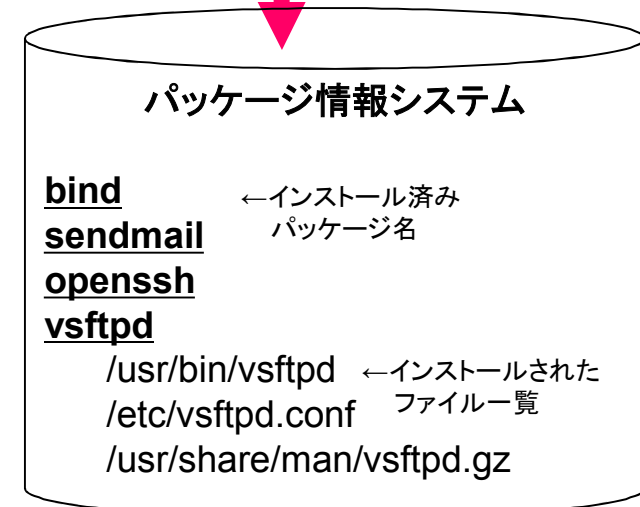 パッケージ情報システム
bind ←インストール済み
sendmail パッケージ名
openssh
vsftpd
/usr/bin/vsftpd ←インストールされた
/etc/vsftpd.conf ファイル一覧
/usr/share/man/vsftpd.gz